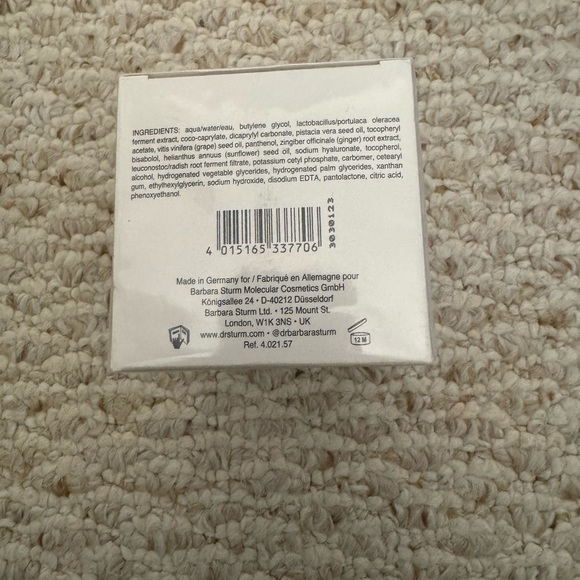 INGREDIENTS: aqua/water/eau, butylene glycol, lactobacillus/portulaca oleracea
ferment extract, coco-caprylate, dicaprylyl carbonate, pistacia vera seed oil, tocopheryl
acetate, vitis vinifera (grape) seed oil, panthenol, zingiber officinale (ginger) root extract,
bisabolol, helianthus annuus (sunflower) seed oil, sodium hyaluronate, tocopherol,
leuconostoc/radish root ferment filtrate, potassium cetyl phosphate, carbomer, cetearyl
alcohol, hydrogenated vegetable glycerides, hydrogenated palm glycerides, xanthan
gum, ethylhexylglycerin, sodium hydroxide, disodium EDTA, pantolactone, citric acid,
phenoxyethanol.
4 015165 337706
3030123
Made in Germany for / Fabriqué en Allemagne pour
Barbara Sturm Molecular Cosmetics GmbH
Königsallee 24 • D-40212 Düsseldorf
Barbara Sturm Ltd. • 125 Mount St.
London, W1K 3NS • UK
www.drsturm.com • @drbarbarasturm
Ref. 4.021.57
12 M